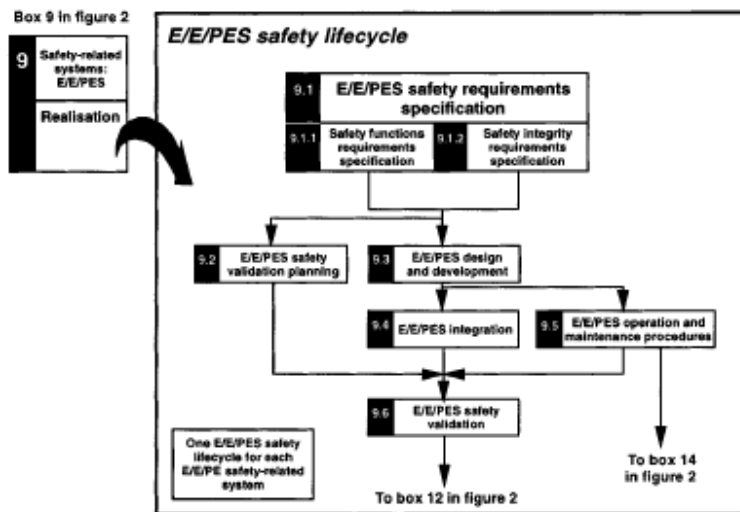 Box 9 in figure 2
9
Safety-related
systems:
E/E/PES
Realisation
E/E/PES safety lifecycle
9.1
E/E/PES safety requirements
specification
9.1.1
Safety functions
requirements
specification
9.1.2
Safety integrity
requirements
specification
9.2
E/E/PES safety
validation planning
9.3
E/E/PES design
and development
9.4
E/E/PES integration
9.5
E/E/PES operation and
maintenance procedures
9.6
E/E/PES safety
validation
One E/E/PES safety
lifecycle for each
E/E/PE safety-related
system
To box 12 in figure 2
To box 14
in figure 2